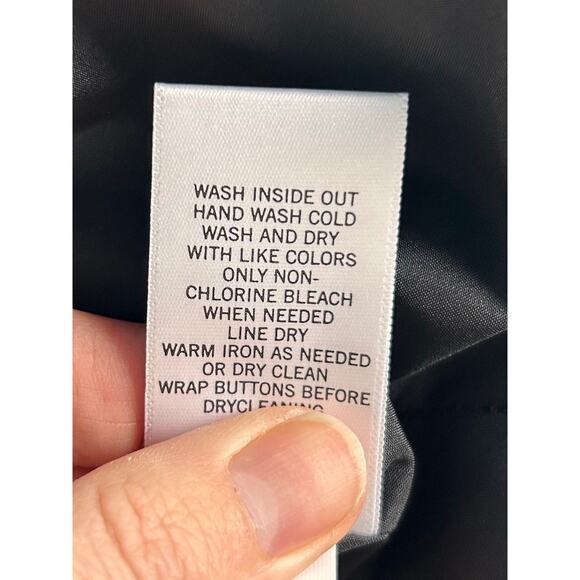 WASH INSIDE OUT
HAND WASH COLD
WASH AND DRY
WITH LIKE COLORS
ONLY NON-
CHLORINE BLEACH
WHEN NEEDED
LINE DRY
WARM IRON AS NEEDED
OR DRY CLEAN
WRAP BUTTONS BEFORE
DRYCLEANING